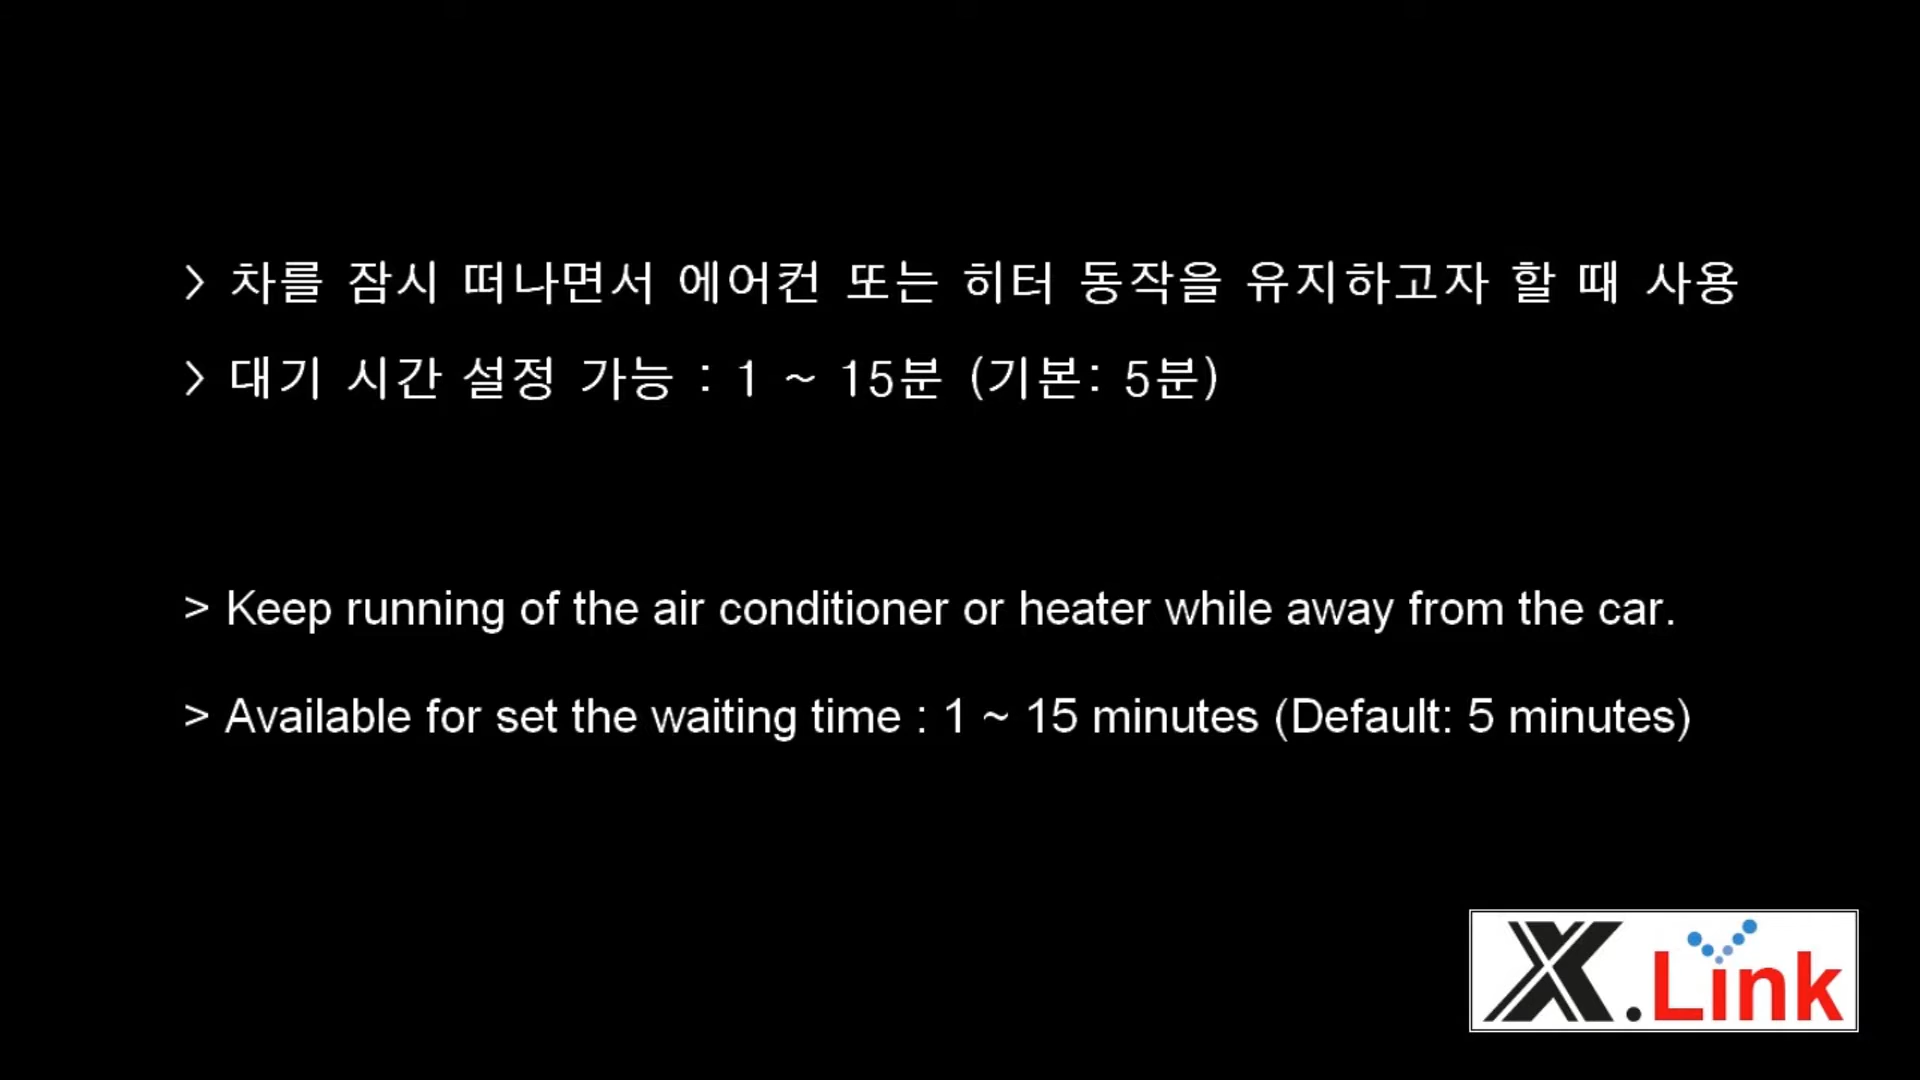 > 차를 잠시 떠나면서 에어컨 또는 히터 동작을 유지하고자 할 때 사용
> 대기 시간 설정 가능 : 1 ~ 15분 (기본: 5분)
> Keep running of the air conditioner or heater while away from the car.
> Available for set the waiting time : 1 ~ 15 minutes (Default: 5 minutes)
X.Link